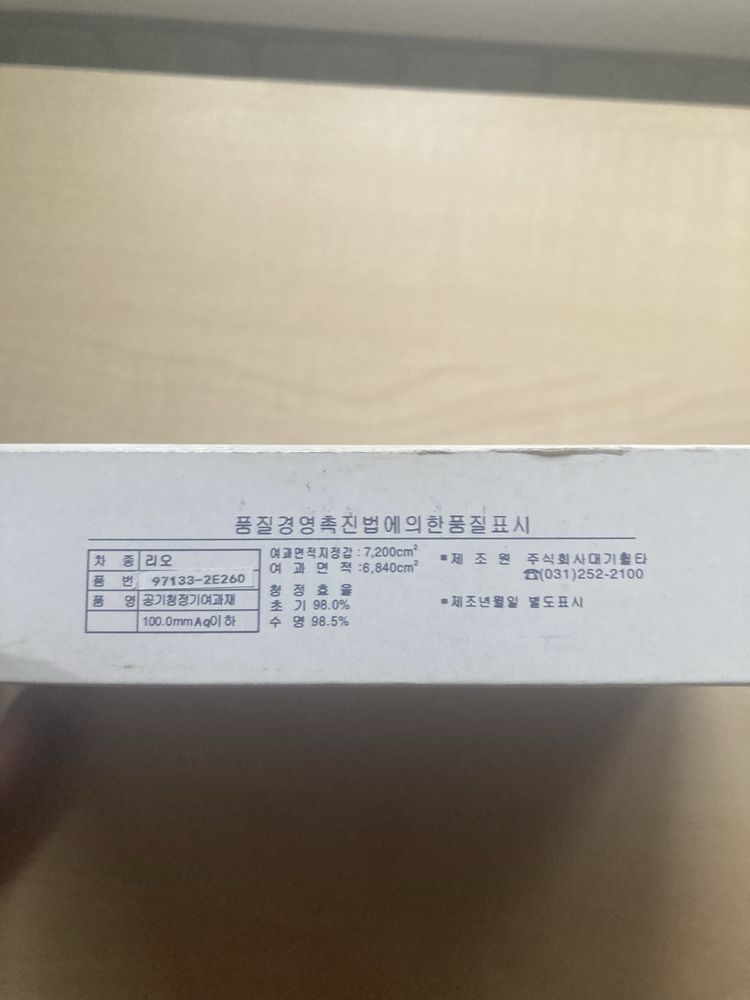 품질경영촉진법에의한품질표시
차 종 리오
품 번 97133-2E260
품 명 공기청정기여과재
100.0mmAq이하
여과면적지정값 : 7,200cm²
여 과 면 적 :6,840cm²
청 정 효 율
초 기 98.0%
수 명 98.5%
▪제 조 원 주식회사대기휠타
☎(031)252-2100
▪제조년월일 별도표시